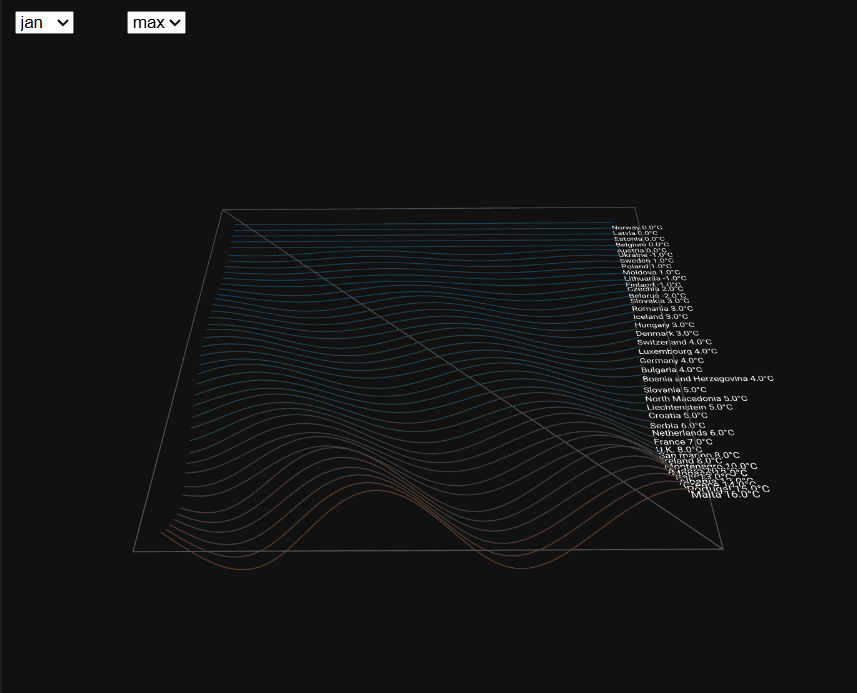 jan
max
Norway 0.0°C
Latvia 0.0°C
Estonia 0.0°C
Belgium 0.0°C
Austria 0.0°C
Ukraine -1.0°C
Sweden 1.0°C
Poland 1.0°C
Moldova 1.0°C
Lithuania -1.0°C
Finland -1.0°C
Czechia 2.0°C
Belarus -2.0°C
Slovakia 3.0°C
Romania 3.0°C
Iceland 3.0°C
Hungary 3.0°C
Denmark 3.0°C
Switzerland 4.0°C
Luxembourg 4.0°C
Germany 4.0°C
Bulgaria 4.0°C
Bosnia and Herzegovina 4.0°C
Slovenia 5.0°C
North Macedonia 5.0°C
Liechtenstein 5.0°C
Croatia 5.0°C
Serbia 6.0°C
Netherlands 6.0°C
France 7.0°C
U.K. 8.0°C
San marino 8.0°C
Ireland 8.0°C
Montenegro 10.0°C
Portugal 15.0°C
Malta 16.0°C